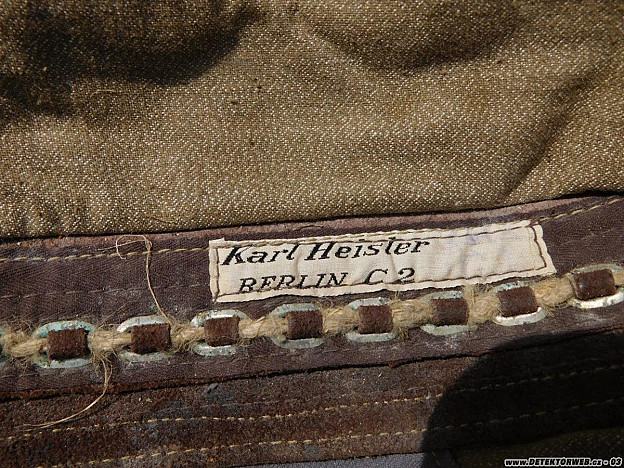 Karl Heisler
BERLIN C 2
www.DETEKTORWEB.cz - 03